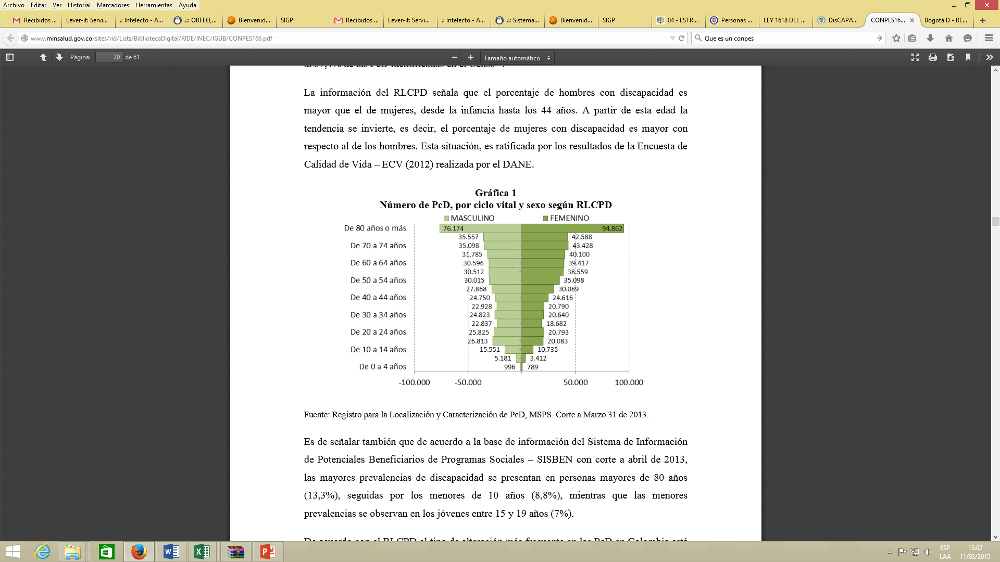 Archivo Editar Ver Historial Marcadores Herramientas Ayuda
Recibidos ... Lever-it: Servi... .: Intelecto - A... .:: ORFEO,... Bienvenid... SIGP Recibidos ... Lever-it: Servi... .: Intelecto - A... .:: Sistema... Bienvenid... SIGP 04 - ESTR... Personas ... LEY 1618 DEL ... DisCAPA... CONPES16... Bogotá D - RE...
www.minsalud.gov.co/sites/rid/Lists/BibliotecaDigital/RIDE/INEC/IGUB/CONPES166.pdf Que es un conpes
Página: 20 de 61 Tamaño automático
La información del RLCPD señala que el porcentaje de hombres con discapacidad es
mayor que el de mujeres, desde la infancia hasta los 44 años. A partir de esta edad la
tendencia se invierte, es decir, el porcentaje de mujeres con discapacidad es mayor con
respecto al de los hombres. Esta situación, es ratificada por los resultados de la Encuesta de
Calidad de Vida – ECV (2012) realizada por el DANE.
Gráfica 1
Número de PcD, por ciclo vital y sexo según RLCPD
MASCULINO FEMENINO
De 80 años o más 76.174 94.862
35.557 42.588
De 70 a 74 años 35.098 43.428
31.785 40.100
De 60 a 64 años 30.596 39.417
30.512 38.559
De 50 a 54 años 30.015 35.098
27.868 30.089
De 40 a 44 años 24.750 24.616
22.928 20.790
De 30 a 34 años 24.823 20.640
22.837 18.682
De 20 a 24 años 25.825 20.793
26.813 20.083
De 10 a 14 años 15.551 10.735
5.181 3.412
De 0 a 4 años 996 789
-100.000 -50.000 50.000 100.000
Fuente: Registro para la Localización y Caracterización de PcD, MSPS. Corte a Marzo 31 de 2013.
Es de señalar también que de acuerdo a la base de información del Sistema de Información
de Potenciales Beneficiarios de Programas Sociales – SISBEN con corte a abril de 2013,
las mayores prevalencias de discapacidad se presentan en personas mayores de 80 años
(13,3%), seguidas por los menores de 10 años (8,8%), mientras que las menores
prevalencias se observan en los jóvenes entre 15 y 19 años (7%).
De acuerdo con el RLCPD el tipo de alteración más frecuente en las PcD en Colombia está
ESP 15:02
LAA 11/03/2015